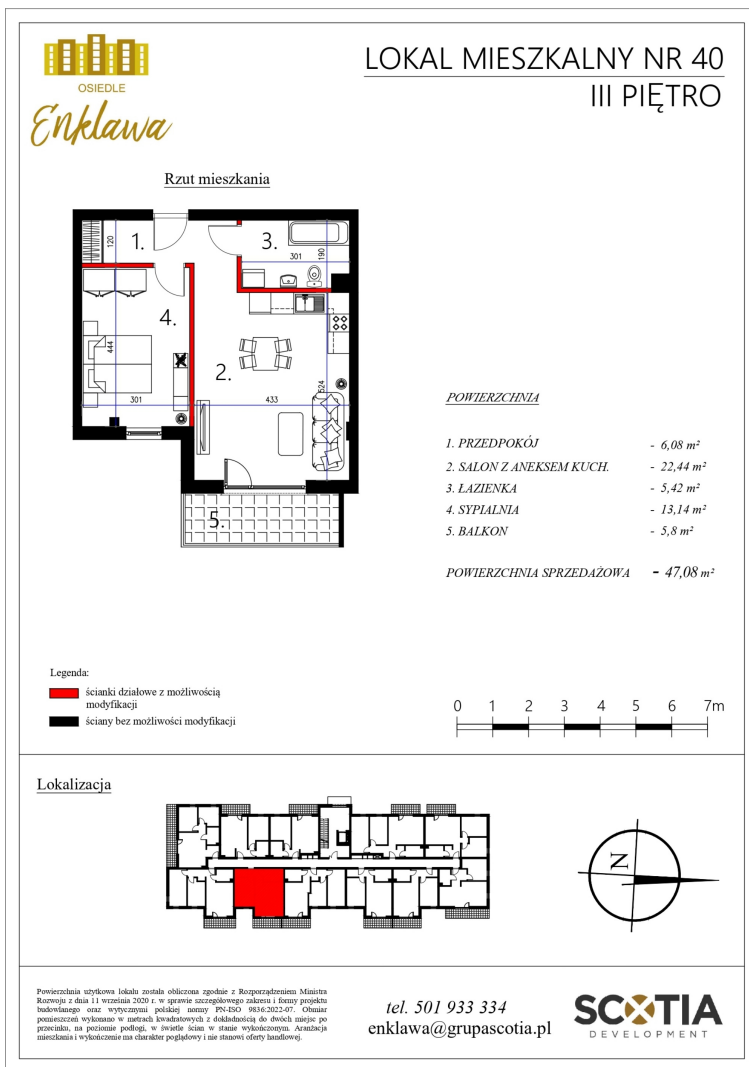 OSIEDLE
Enklawa
LOKAL MIESZKALNY NR 40
III PIĘTRO
Rzut mieszkania
1.
120
3.
301
190
4.
444
301
2.
433
524
5.
POWIERZCHNIA
1. PRZEDPOKÓJ - 6,08 m²
2. SALON Z ANEKSEM KUCH. - 22,44 m²
3. ŁAZIENKA - 5,42 m²
4. SYPIALNIA - 13,14 m²
5. BALKON - 5,8 m²
POWIERZCHNIA SPRZEDAŻOWA - 47,08 m²
Legenda:
ścianki działowe z możliwością
modyfikacji
ściany bez możliwości modyfikacji
0 1 2 3 4 5 6 7m
Lokalizacja
N
Powierzchnia użytkowa lokalu została obliczona zgodnie z Rozporządzeniem Ministra
Rozwoju z dnia 11 września 2020 r. w sprawie szczegółowego zakresu i formy projektu
budowlanego oraz wytycznymi polskiej normy PN-ISO 9836:2022-07. Obmiar
pomieszczeń wykonano w metrach kwadratowych z dokładnością do dwóch miejsc po
przecinku, na poziomie podłogi, w świetle ścian w stanie wykończonym. Aranżacja
mieszkania i wykończenie ma charakter poglądowy i nie stanowi oferty handlowej.
tel. 501 933 334
enklawa@grupascotia.pl
SCOTIA
DEVELOPMENT